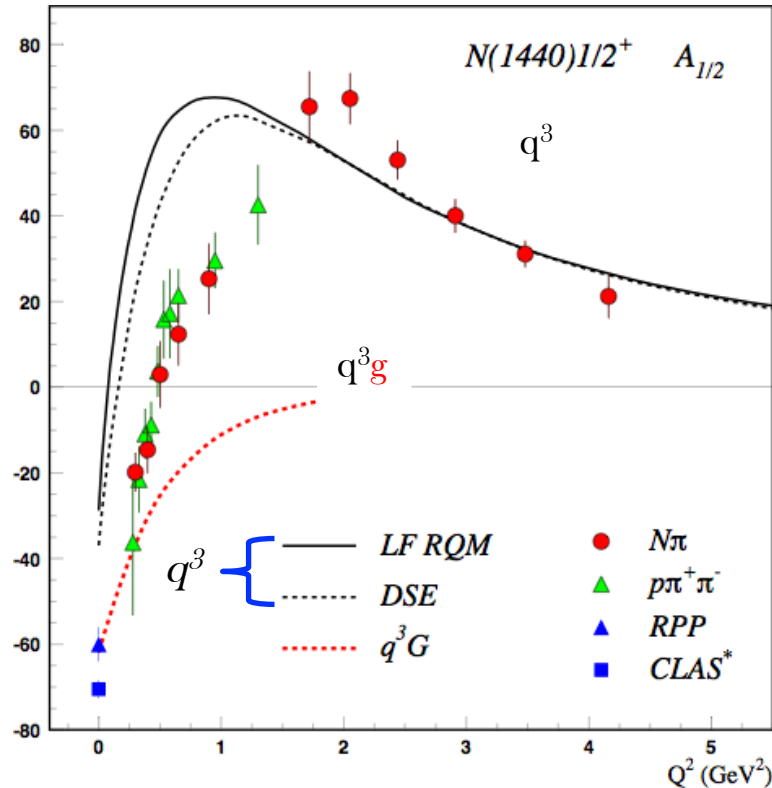 80
60
40
20
0
-20
-40
-60
-80
N(1440)1/2⁺ A₁/₂
q³
q³g
q³
LF RQM
DSE
q³G
Nπ
pπ⁺π⁻
RPP
CLAS*
0 1 2 3 4 5
Q² (GeV²)